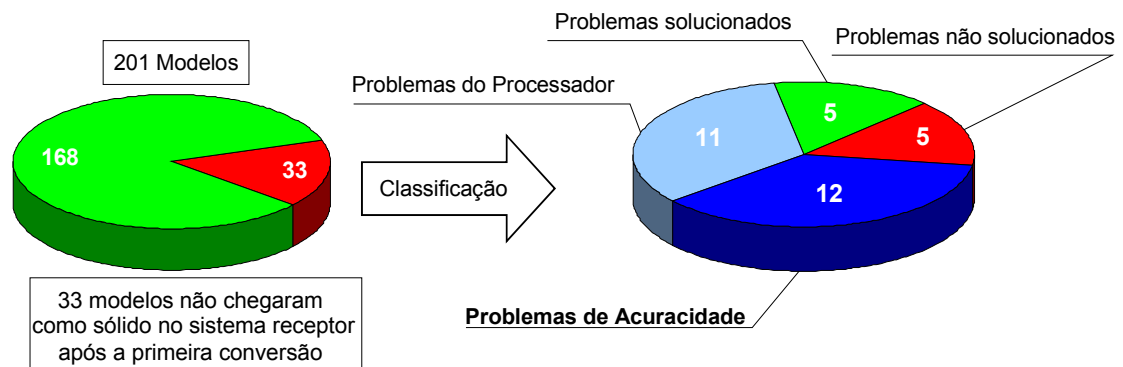 201 Modelos
168
33
33 modelos não chegaram
como sólido no sistema receptor
após a primeira conversão
Classificação
Problemas solucionados
Problemas não solucionados
Problemas do Processador
11
5
5
12
Problemas de Acuracidade